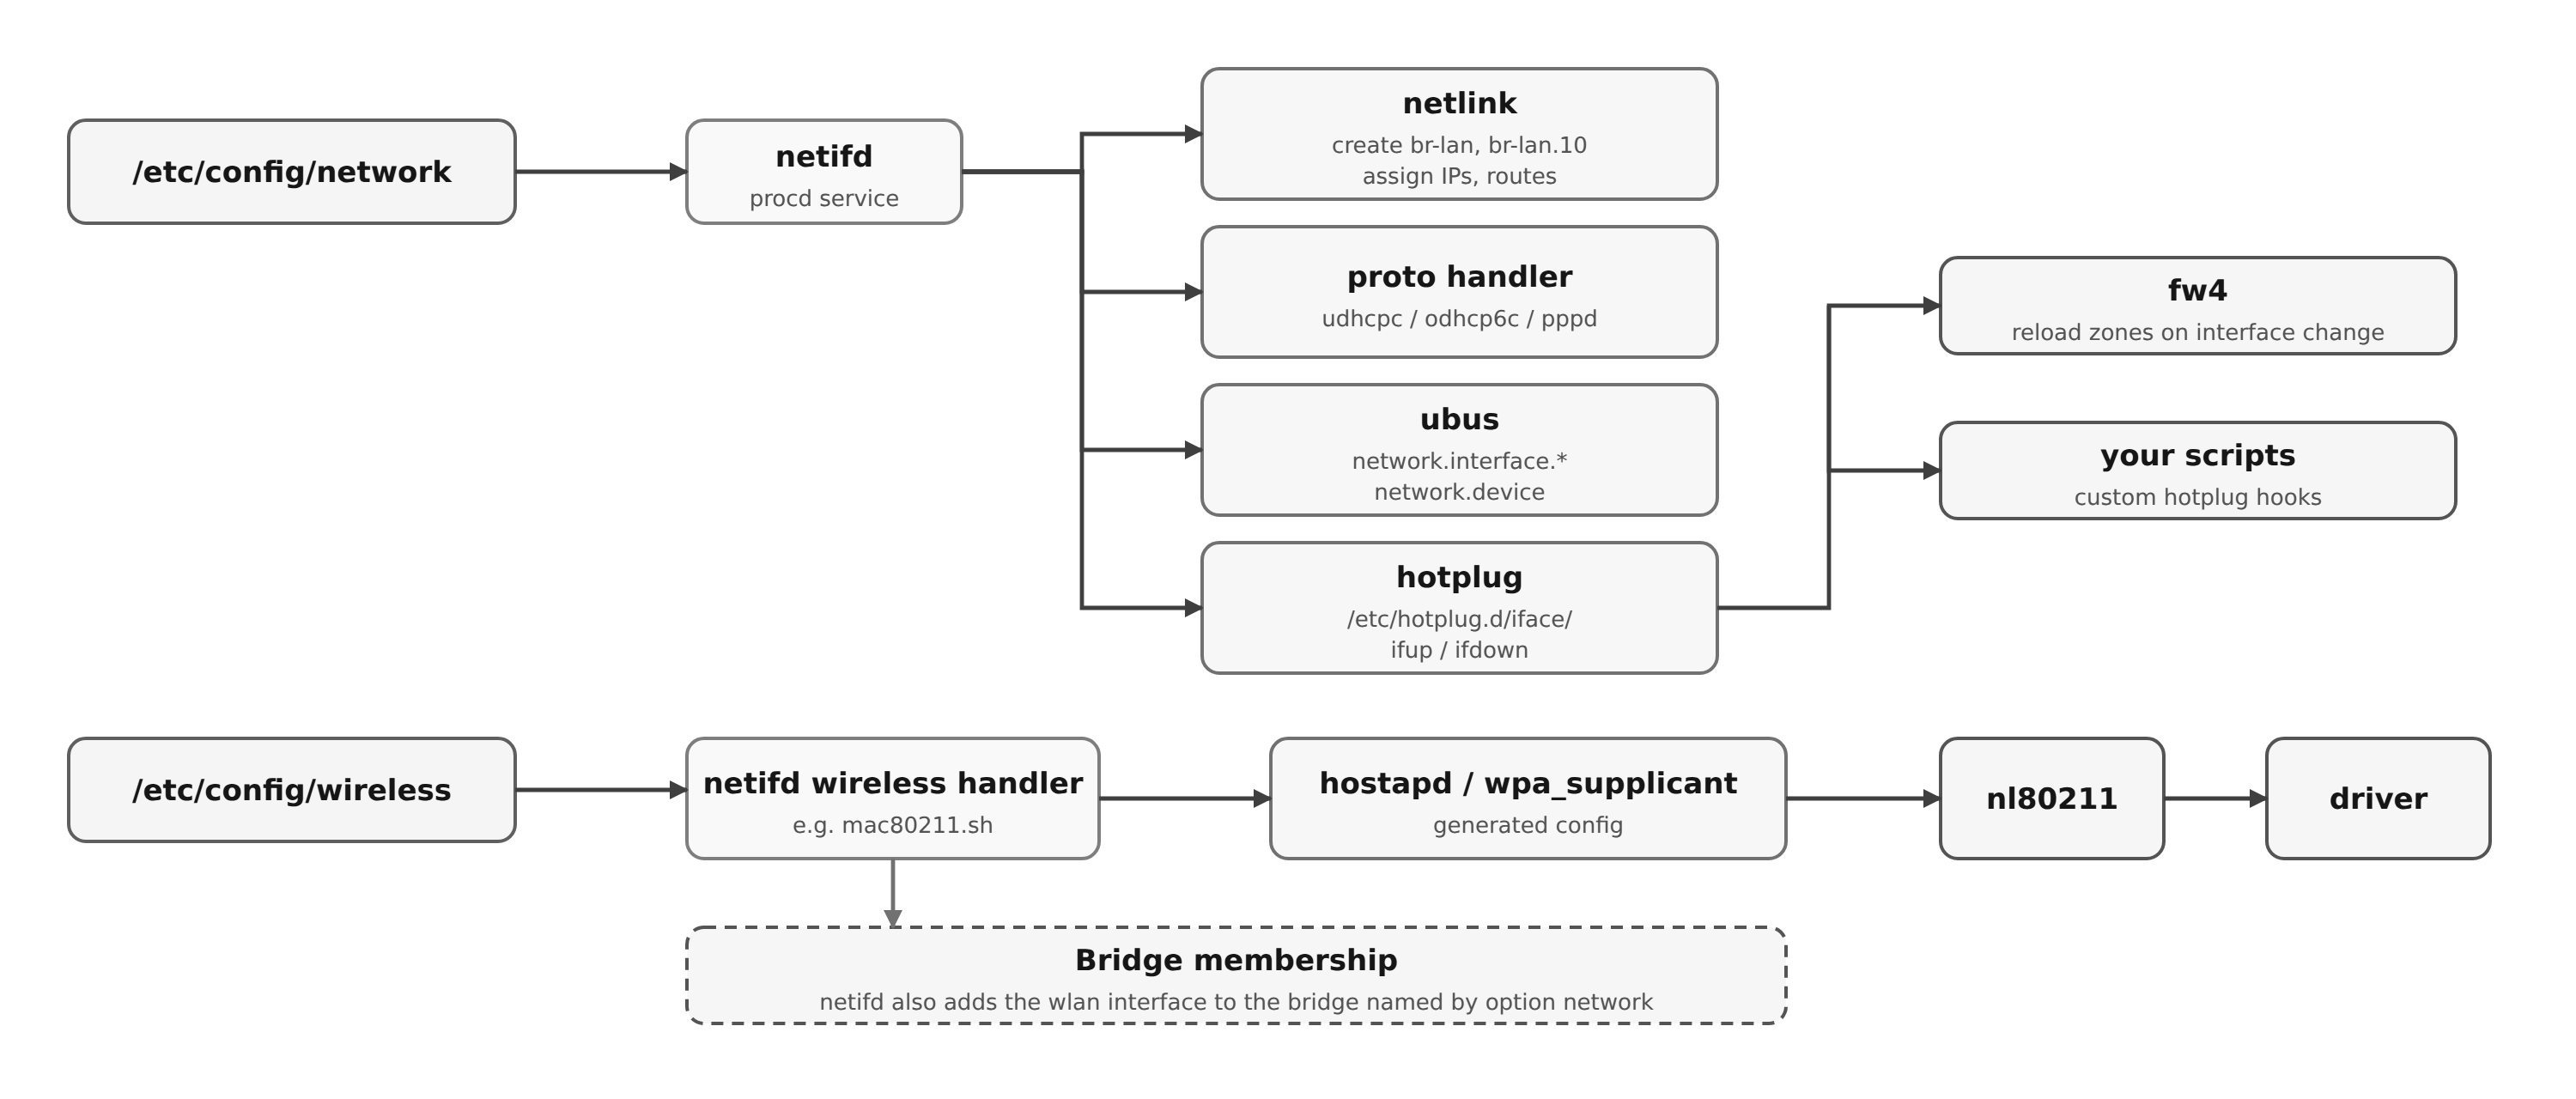 /etc/config/network
netifd
procd service
netlink
create br-lan, br-lan.10
assign IPs, routes
proto handler
udhcpc / odhcp6c / pppd
ubus
network.interface.*
network.device
hotplug
/etc/hotplug.d/iface/
ifup / ifdown
fw4
reload zones on interface change
your scripts
custom hotplug hooks
/etc/config/wireless
netifd wireless handler
e.g. mac80211.sh
hostapd / wpa_supplicant
generated config
nl80211
driver
Bridge membership
netifd also adds the wlan interface to the bridge named by option network